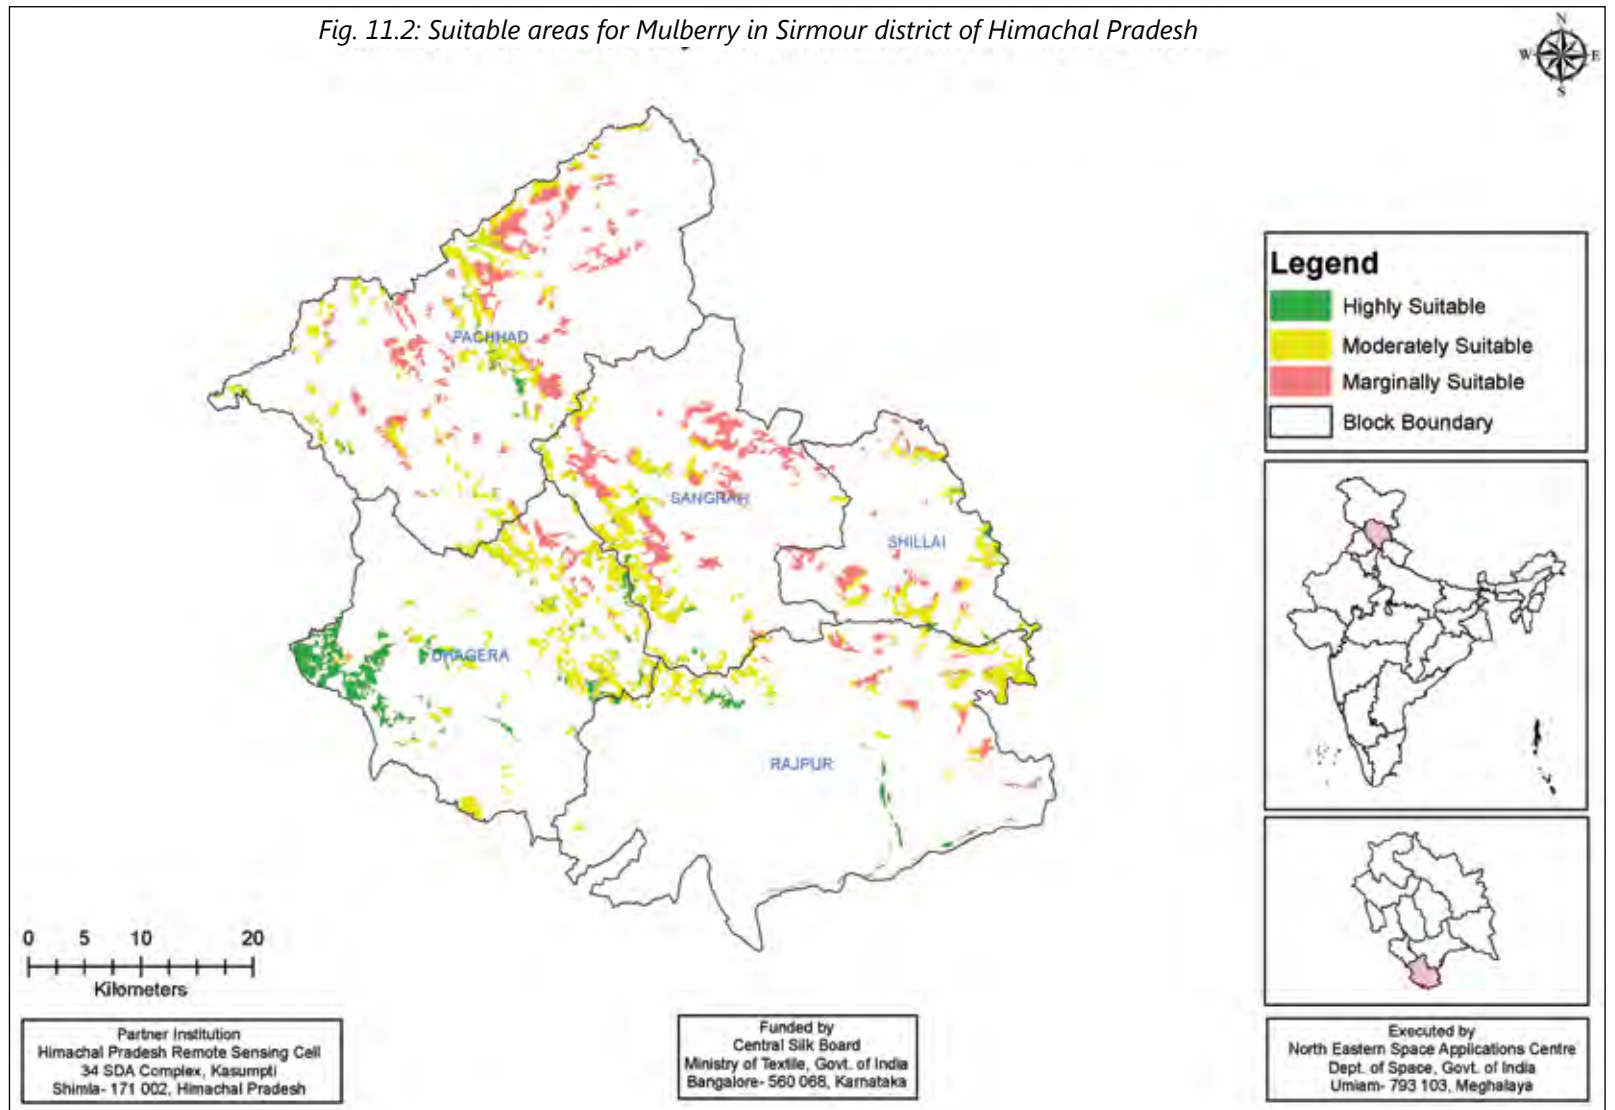 Fig. 11.2: Suitable areas for Mulberry in Sirmour district of Himachal Pradesh
N
W
E
S
PACHHAD
SANGRAH
SHILLAI
DHAGERA
RAJPUR
Legend
Highly Suitable
Moderately Suitable
Marginally Suitable
Block Boundary
0 5 10 20
Kilometers
Partner Institution
Himachal Pradesh Remote Sensing Cell
34 SDA Complex, Kasumpti
Shimla- 171 002, Himachal Pradesh
Funded by
Central Silk Board
Ministry of Textile, Govt. of India
Bangalore- 560 068, Karnataka
Executed by
North Eastern Space Applications Centre
Dept. of Space, Govt. of India
Umiam- 793 103, Meghalaya